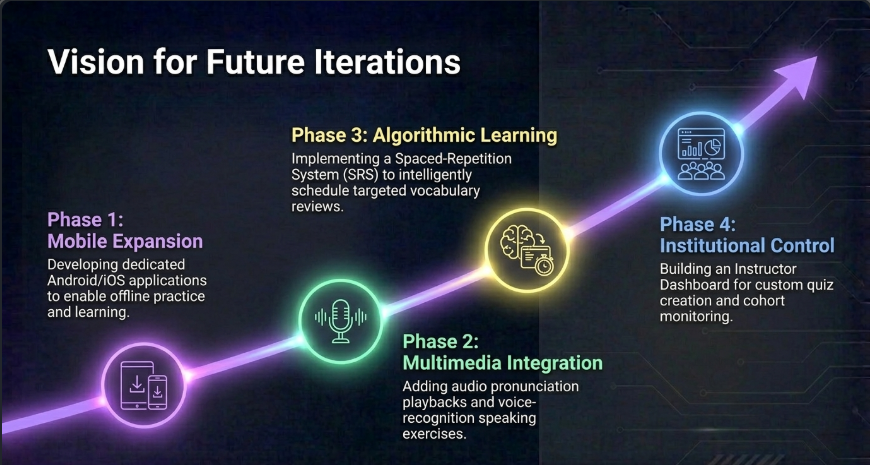 Vision for Future Iterations
Phase 1:
Mobile Expansion
Developing dedicated
Android/iOS applications
to enable offline practice
and learning.
Phase 2:
Multimedia Integration
Adding audio pronunciation
playbacks and voice-
recognition speaking
exercises.
Phase 3: Algorithmic Learning
Implementing a Spaced-Repetition
System (SRS) to intelligently
schedule targeted vocabulary
reviews.
Phase 4:
Institutional Control
Building an Instructor
Dashboard for custom quiz
creation and cohort
monitoring.